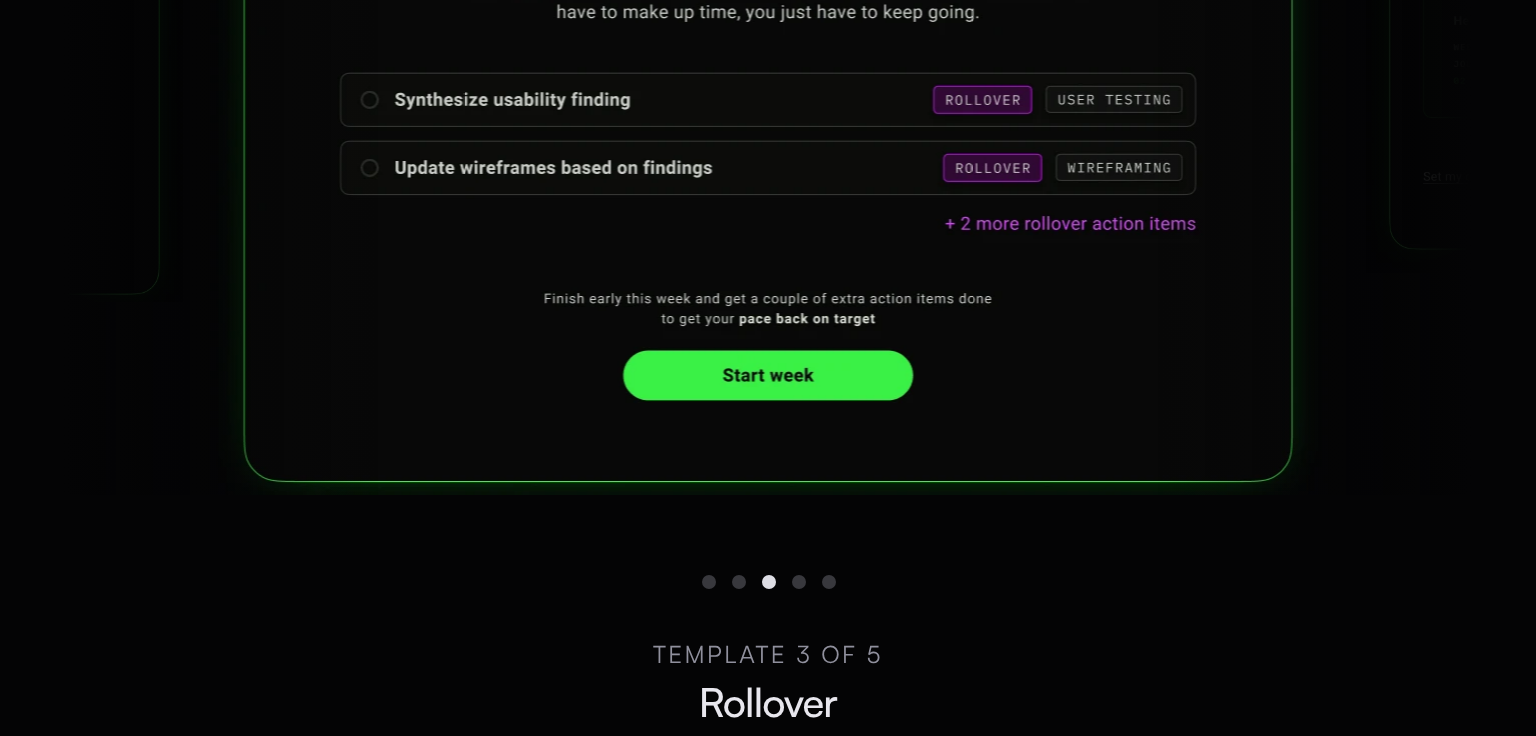 have to make up time, you just have to keep going.
Synthesize usability finding
ROLLOVER
USER TESTING
Update wireframes based on findings
ROLLOVER
WIREFRAMING
+ 2 more rollover action items
Finish early this week and get a couple of extra action items done
to get your pace back on target
Start week
TEMPLATE 3 OF 5
Rollover